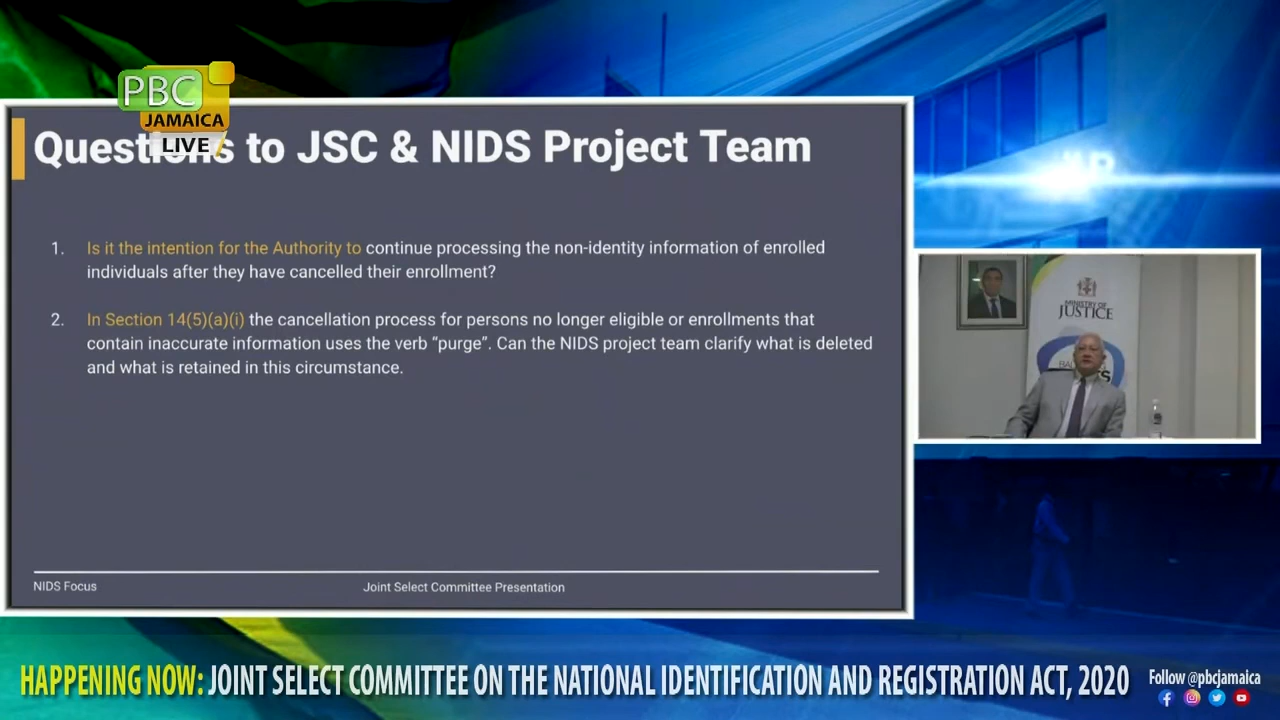 PBC
JAMAICA
LIVE
Questions to JSC & NIDS Project Team
1. Is it the intention for the Authority to continue processing the non-identity information of enrolled
individuals after they have cancelled their enrollment?
2. In Section 14(5)(a)(i) the cancellation process for persons no longer eligible or enrollments that
contain inaccurate information uses the verb “purge”. Can the NIDS project team clarify what is deleted
and what is retained in this circumstance.
NIDS Focus
Joint Select Committee Presentation
MINISTRY OF
JUSTICE
HAPPENING NOW: JOINT SELECT COMMITTEE ON THE NATIONAL IDENTIFICATION AND REGISTRATION ACT, 2020
Follow @pbcjamaica